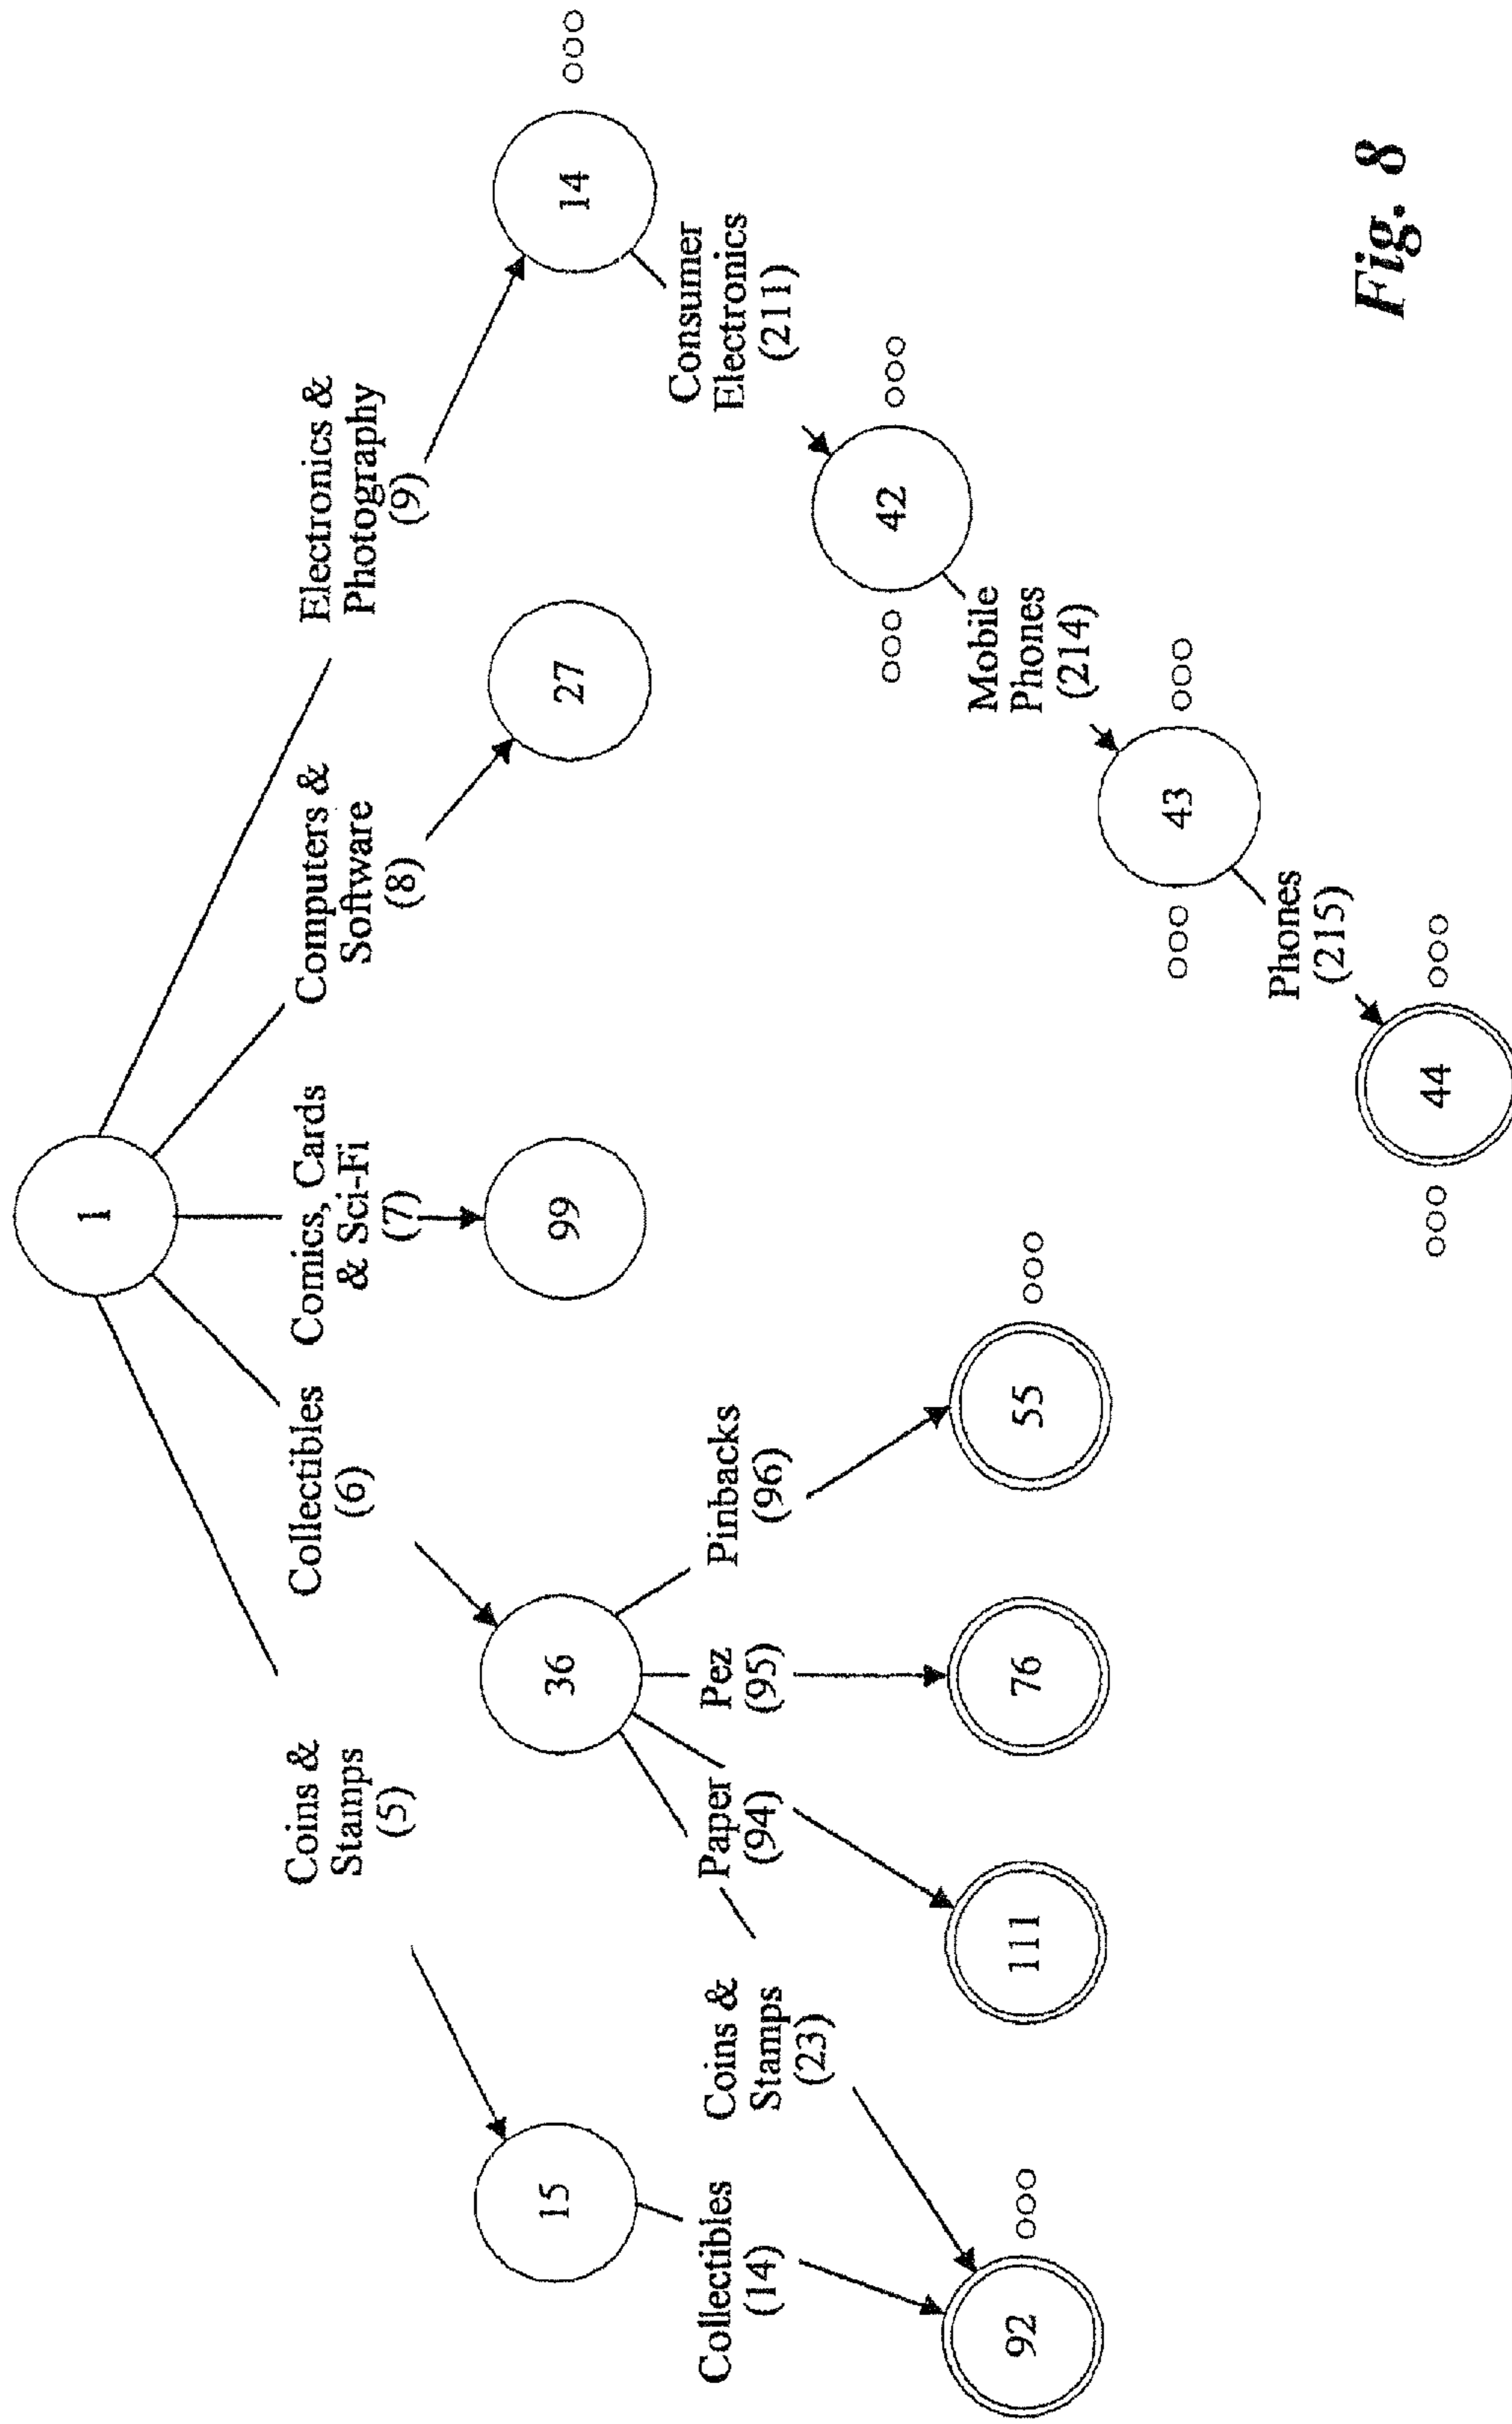 1
Coins &
Stamps
(5)
Collectibles
(6)
Comics, Cards
& Sci-Fi
(7)
Computers &
Software
(8)
Electronics &
Photography
(9)
15
36
99
27
14
Collectibles
(14)
Coins &
Stamps
(23)
Paper
(94)
Pez
(95)
Pinbacks
(96)
Consumer
Electronics
(211)
92
111
76
55
42
Mobile
Phones
(214)
43
Phones
(215)
44
Fig. 8